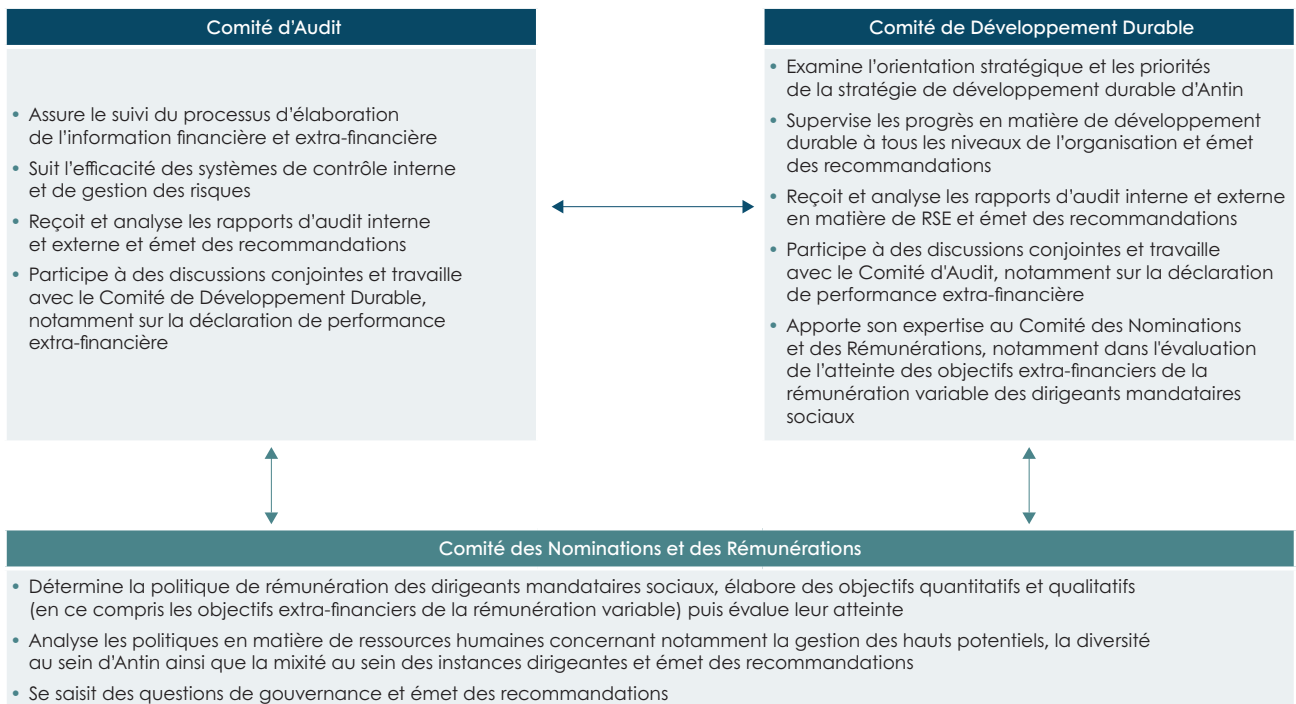 Comité d'Audit
• Assure le suivi du processus d'élaboration
de l'information financière et extra-financière
• Suit l'efficacité des systèmes de contrôle interne
et de gestion des risques
• Reçoit et analyse les rapports d'audit interne
et externe et émet des recommandations
• Participe à des discussions conjointes et travaille
avec le Comité de Développement Durable,
notamment sur la déclaration de performance
extra-financière
Comité de Développement Durable
• Examine l'orientation stratégique et les priorités
de la stratégie de développement durable d'Antin
• Supervise les progrès en matière de développement
durable à tous les niveaux de l'organisation et émet
des recommandations
• Reçoit et analyse les rapports d'audit interne et externe
en matière de RSE et émet des recommandations
• Participe à des discussions conjointes et travaille
avec le Comité d'Audit, notamment sur la déclaration
de performance extra-financière
• Apporte son expertise au Comité des Nominations
et des Rémunérations, notamment dans l'évaluation
de l'atteinte des objectifs extra-financiers de la
rémunération variable des dirigeants mandataires
sociaux
Comité des Nominations et des Rémunérations
• Détermine la politique de rémunération des dirigeants mandataires sociaux, élabore des objectifs quantitatifs et qualitatifs
(en ce compris les objectifs extra-financiers de la rémunération variable) puis évalue leur atteinte
• Analyse les politiques en matière de ressources humaines concernant notamment la gestion des hauts potentiels, la diversité
au sein d'Antin ainsi que la mixité au sein des instances dirigeantes et émet des recommandations
• Se saisit des questions de gouvernance et émet des recommandations